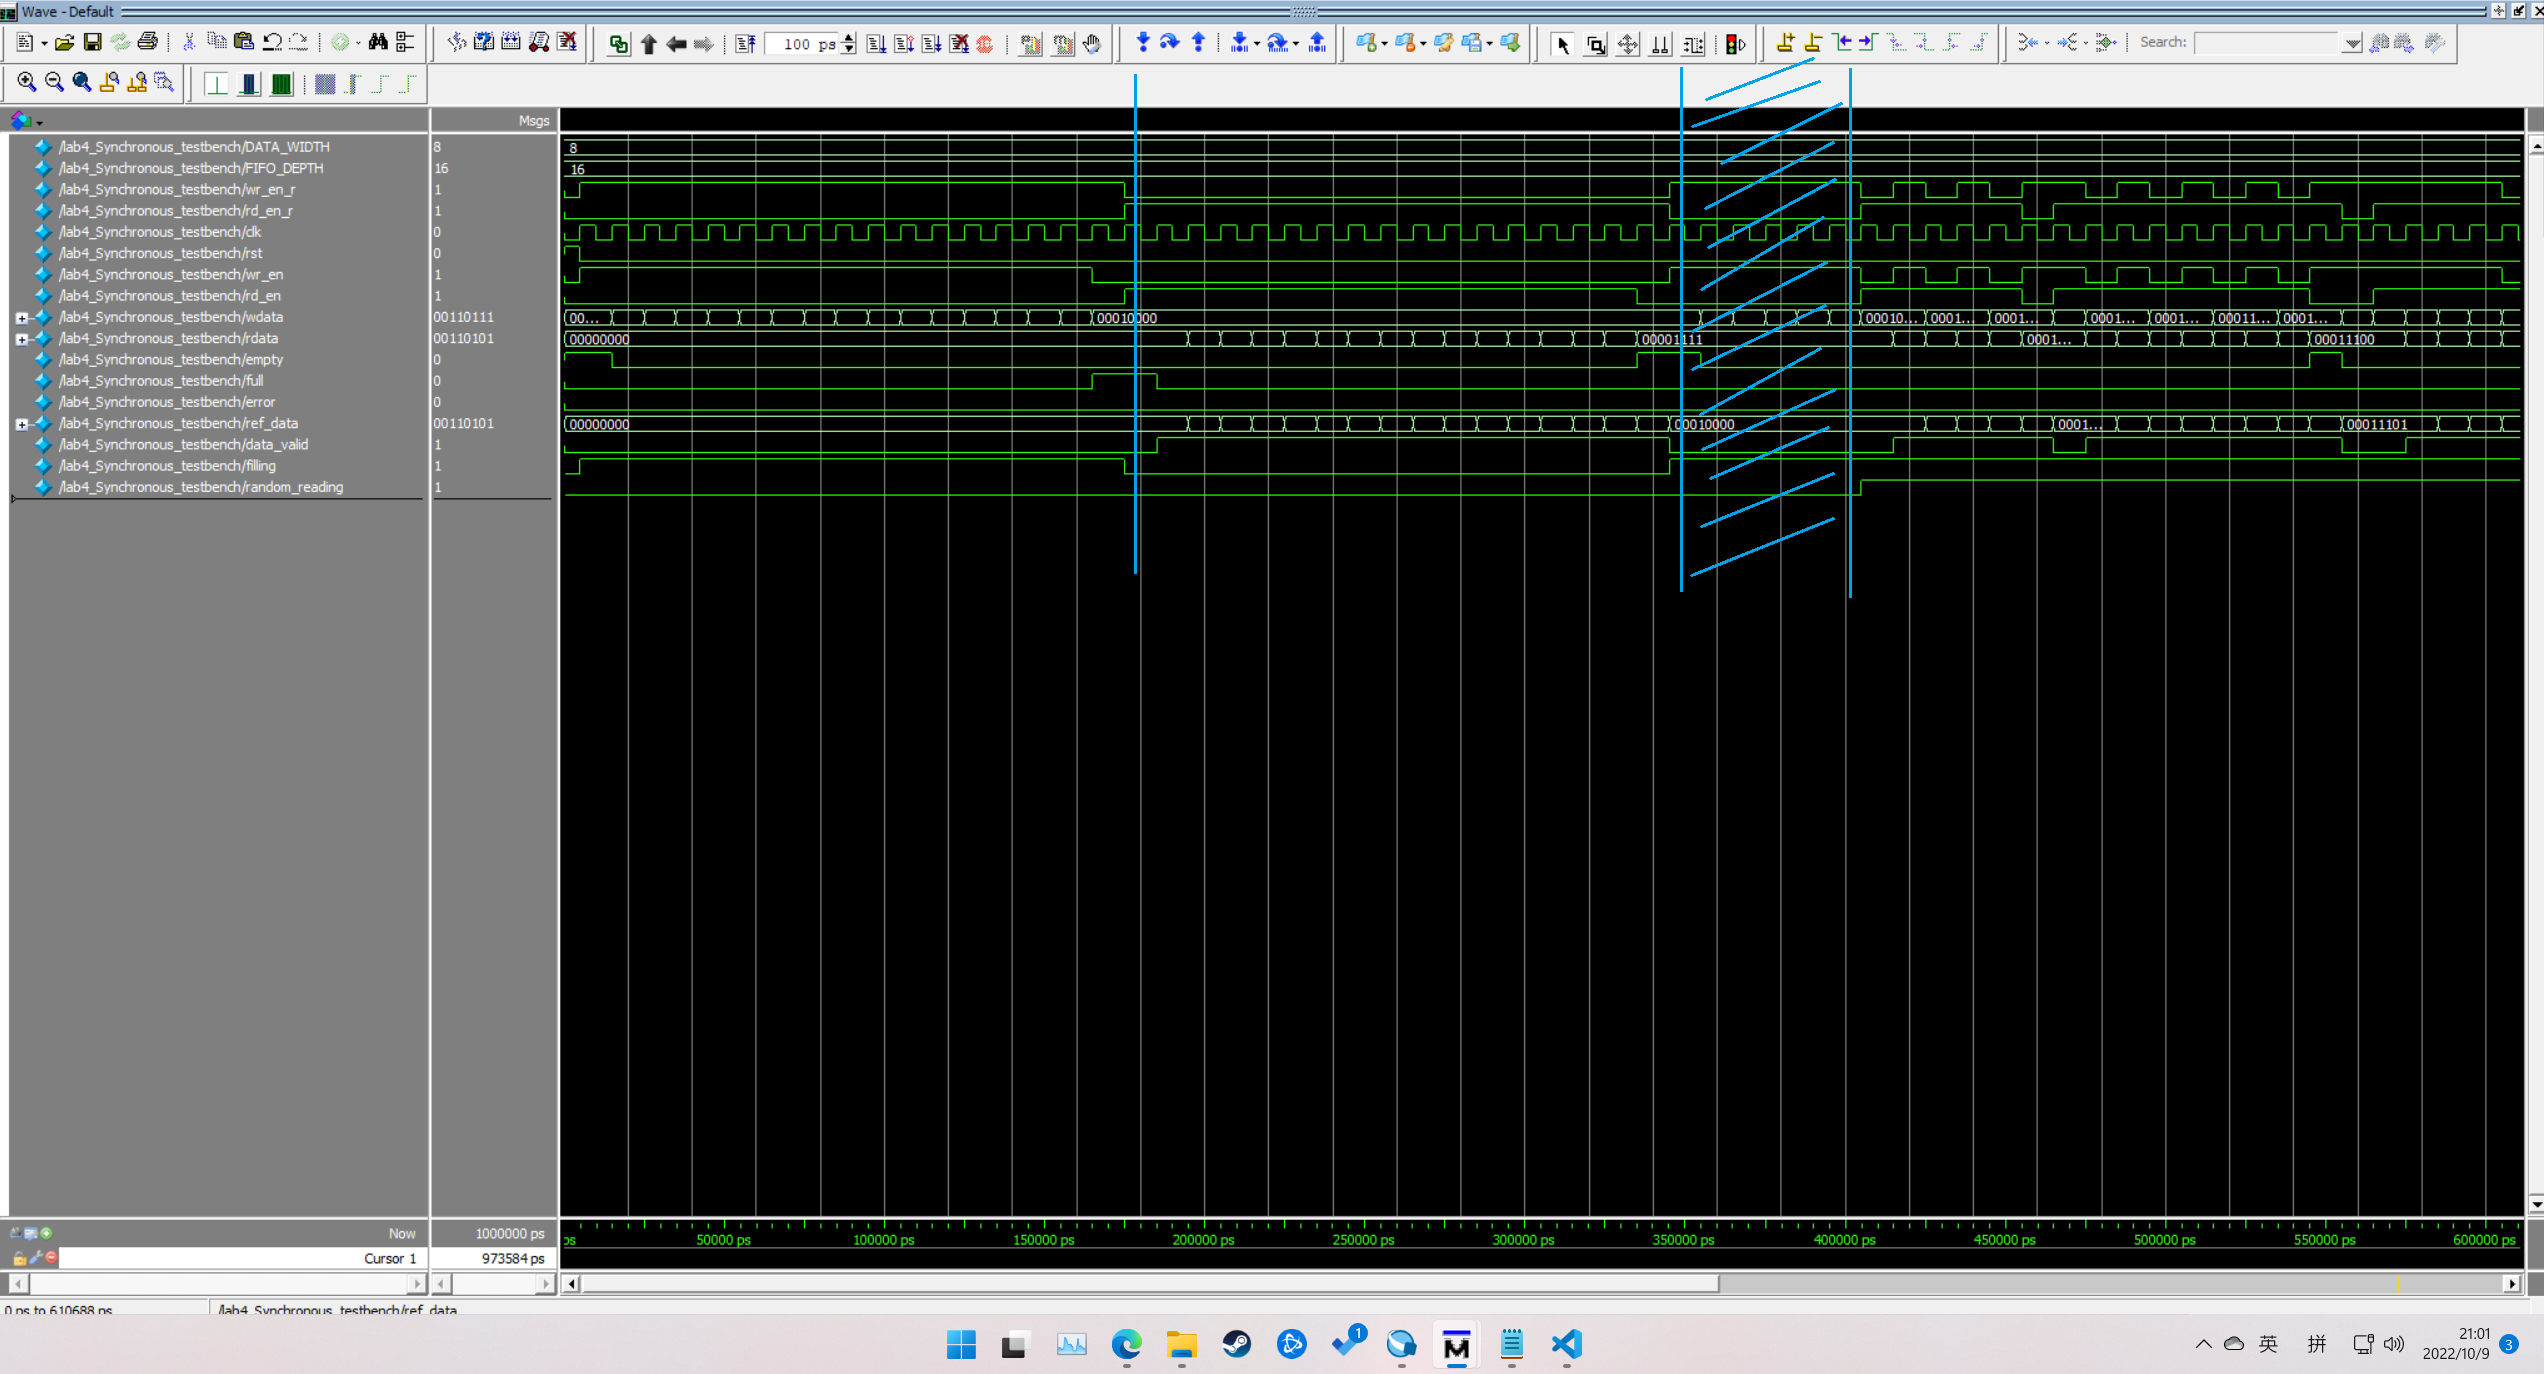 Wave - Default
100 ps
Search:
Msgs
/lab4_Synchronous_testbench/DATA_WIDTH 8 8
/lab4_Synchronous_testbench/FIFO_DEPTH 16 16
/lab4_Synchronous_testbench/wr_en_r 1
/lab4_Synchronous_testbench/rd_en_r 1
/lab4_Synchronous_testbench/clk 0
/lab4_Synchronous_testbench/rst 0
/lab4_Synchronous_testbench/wr_en 1
/lab4_Synchronous_testbench/rd_en 1
/lab4_Synchronous_testbench/wdata 00110111 00... 00010000 00010... 0001... 0001... 0001... 0001... 00011... 0001...
/lab4_Synchronous_testbench/rdata 00110101 00000000 00001111 0001... 00011100
/lab4_Synchronous_testbench/empty 0
/lab4_Synchronous_testbench/full 0
/lab4_Synchronous_testbench/error 0
/lab4_Synchronous_testbench/ref_data 00110101 00000000 00010000 0001... 00011101
/lab4_Synchronous_testbench/data_valid 1
/lab4_Synchronous_testbench/filling 1
/lab4_Synchronous_testbench/random_reading 1
Now 1000000 ps
ps 50000 ps 100000 ps 150000 ps 200000 ps 250000 ps 300000 ps 350000 ps 400000 ps 450000 ps 500000 ps 550000 ps 600000 ps
Cursor 1 973584 ps
0 ps to 610688 ps /lab4_Synchronous_testbench/ref_data
1
英 拼 21:01
2022/10/9 3